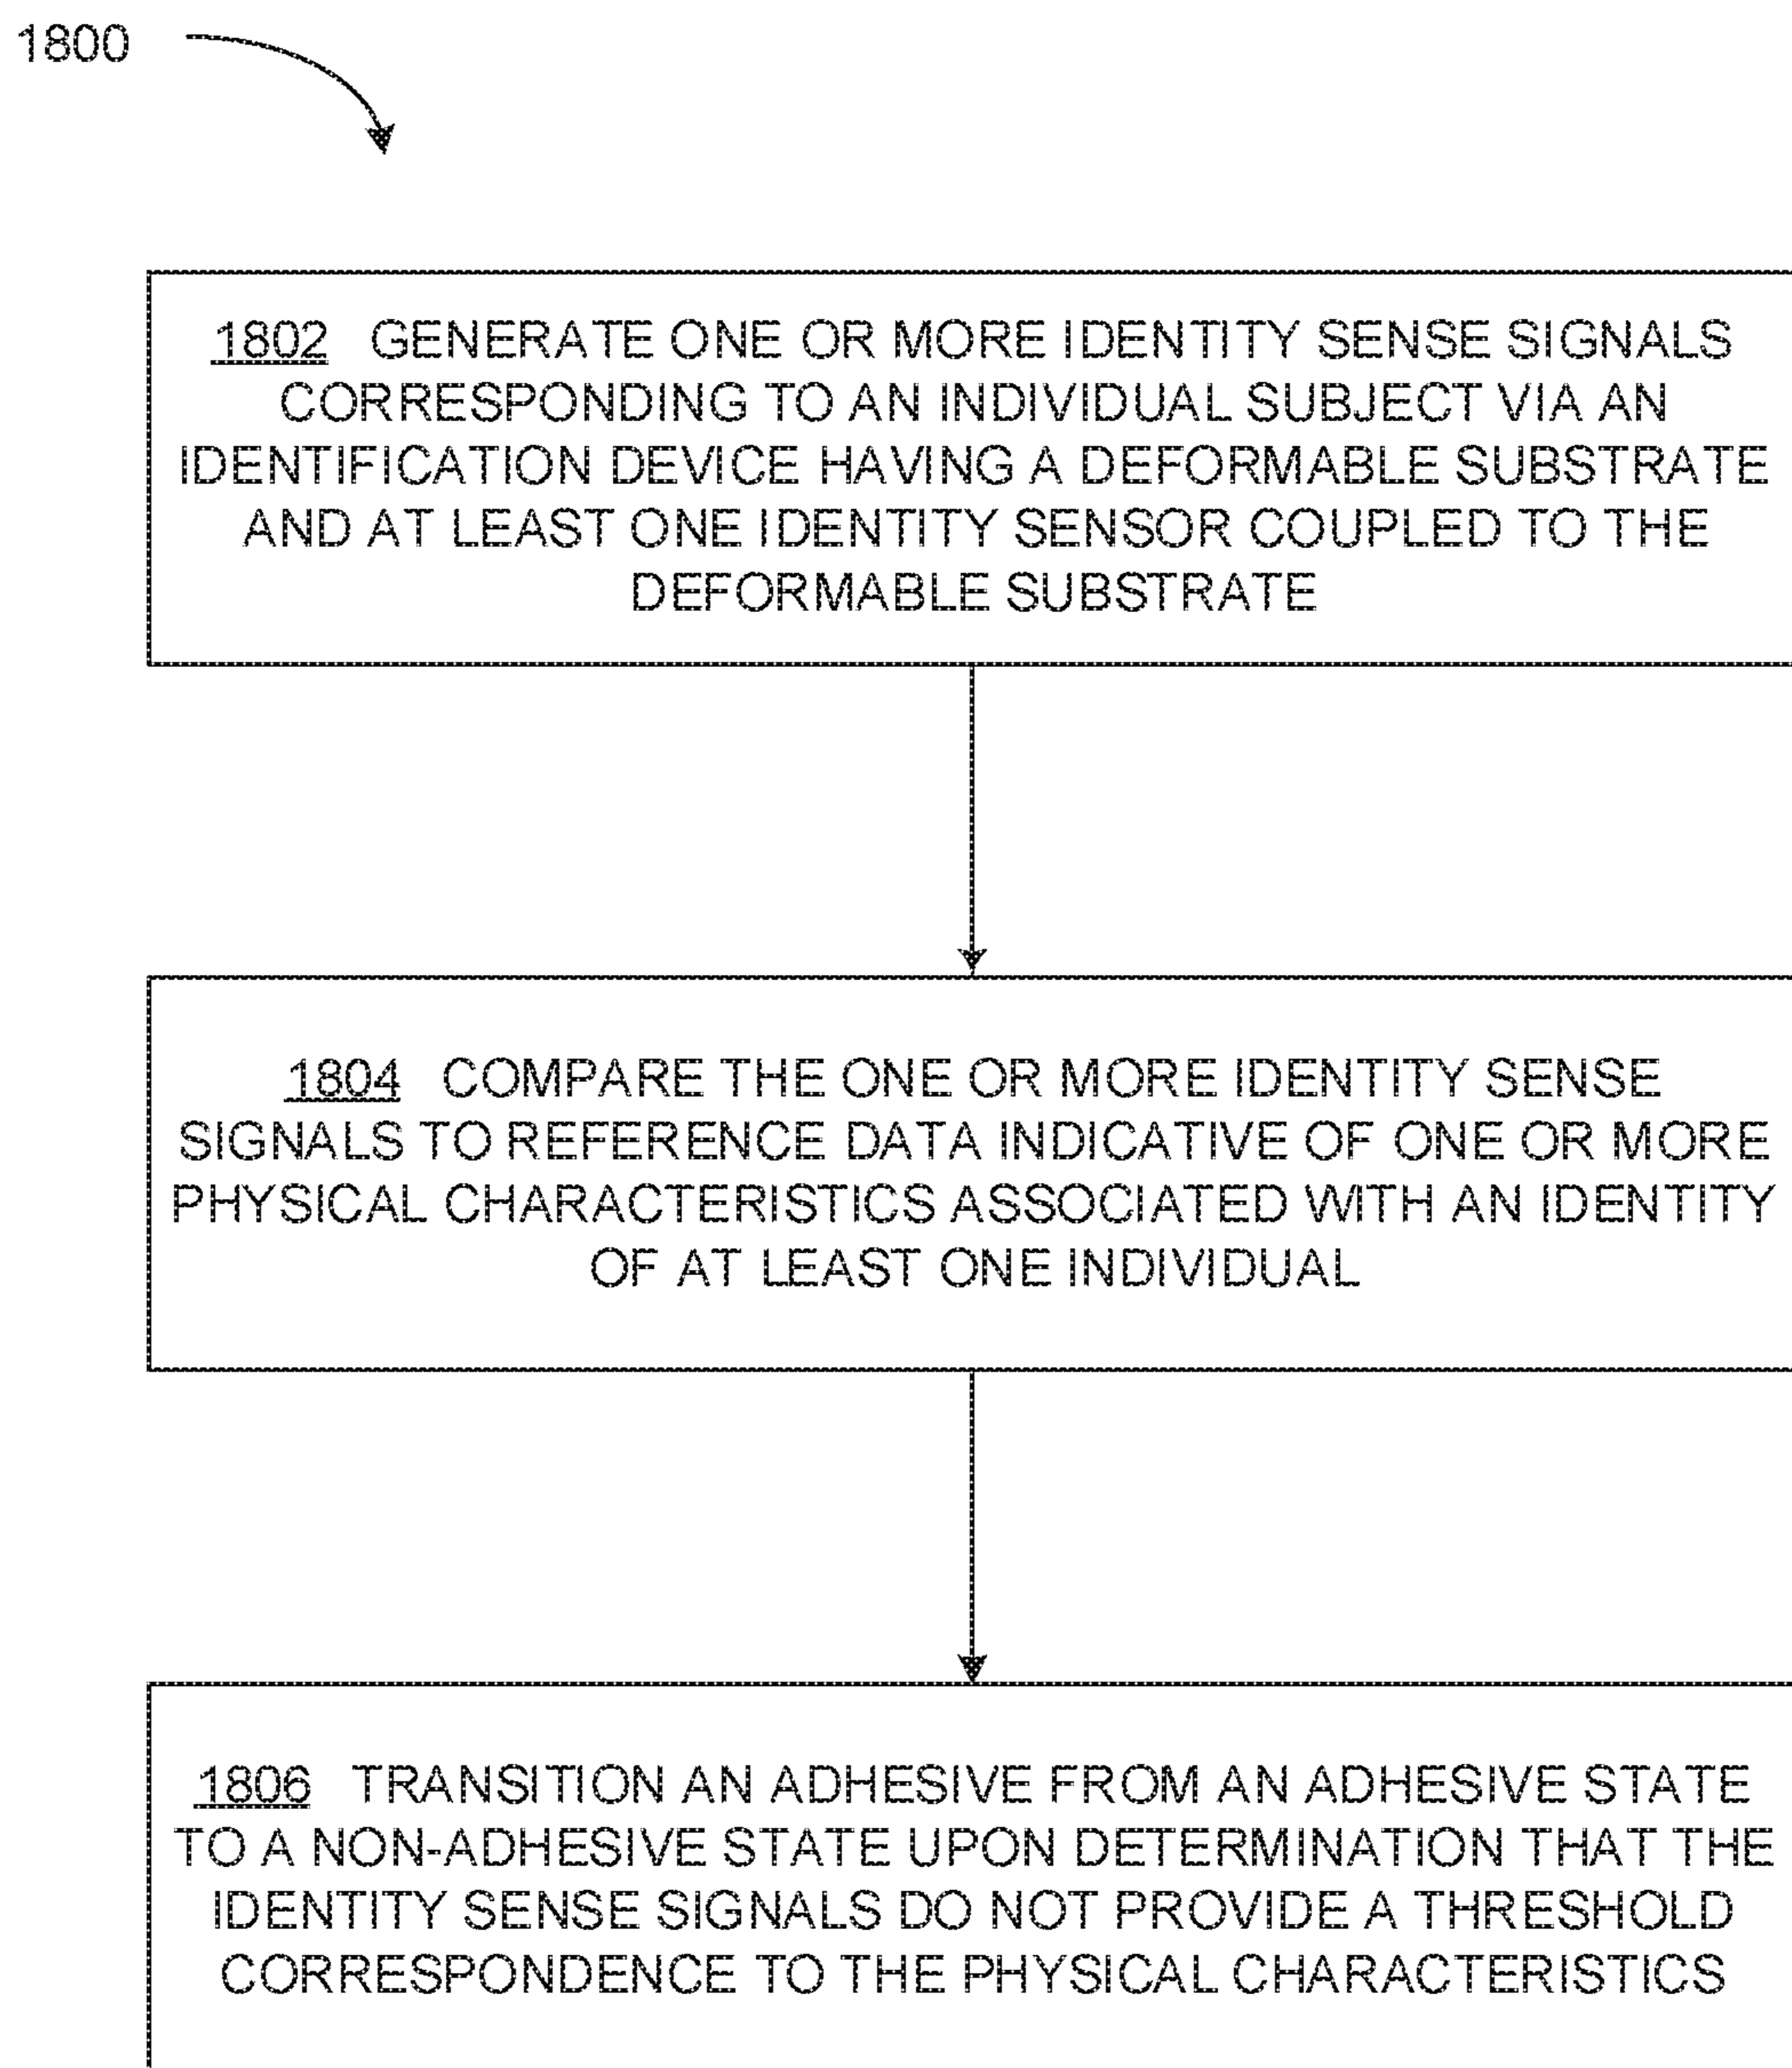 1800
1802 GENERATE ONE OR MORE IDENTITY SENSE SIGNALS
CORRESPONDING TO AN INDIVIDUAL SUBJECT VIA AN
IDENTIFICATION DEVICE HAVING A DEFORMABLE SUBSTRATE
AND AT LEAST ONE IDENTITY SENSOR COUPLED TO THE
DEFORMABLE SUBSTRATE
1804 COMPARE THE ONE OR MORE IDENTITY SENSE
SIGNALS TO REFERENCE DATA INDICATIVE OF ONE OR MORE
PHYSICAL CHARACTERISTICS ASSOCIATED WITH AN IDENTITY
OF AT LEAST ONE INDIVIDUAL
1806 TRANSITION AN ADHESIVE FROM AN ADHESIVE STATE
TO A NON-ADHESIVE STATE UPON DETERMINATION THAT THE
IDENTITY SENSE SIGNALS DO NOT PROVIDE A THRESHOLD
CORRESPONDENCE TO THE PHYSICAL CHARACTERISTICS